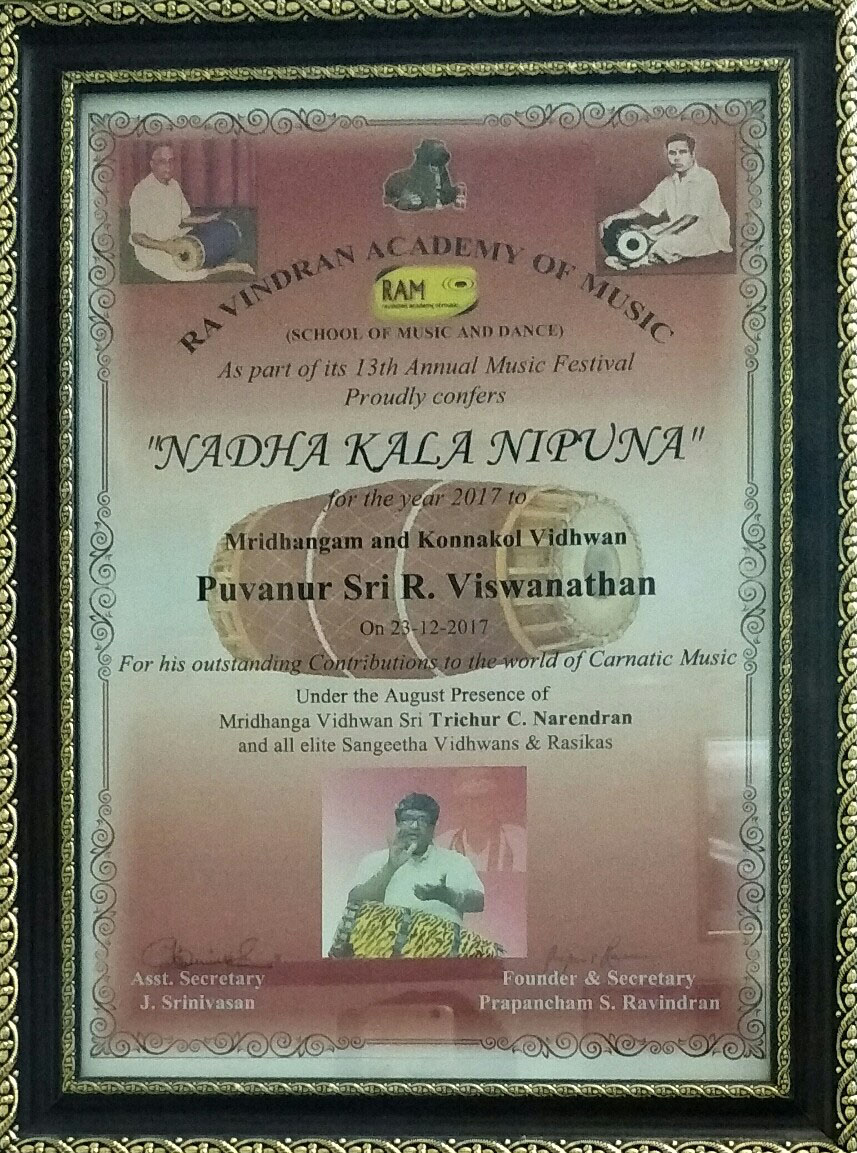 RAVINDRAN ACADEMY OF MUSIC
RAM
(SCHOOL OF MUSIC AND DANCE)
As part of its 13th Annual Music Festival
Proudly confers
"NADHA KALA NIPUNA"
for the year 2017 to
Mridhangam and Konnakol Vidhwan
Puvanur Sri R. Viswanathan
On 23-12-2017
For his outstanding Contributions to the world of Carnatic Music
Under the August Presence of
Mridhanga Vidhwan Sri Trichur C. Narendran
and all elite Sangeetha Vidhwans & Rasikas
Asst. Secretary
J. Srinivasan
Founder & Secretary
Prapancham S. Ravindran